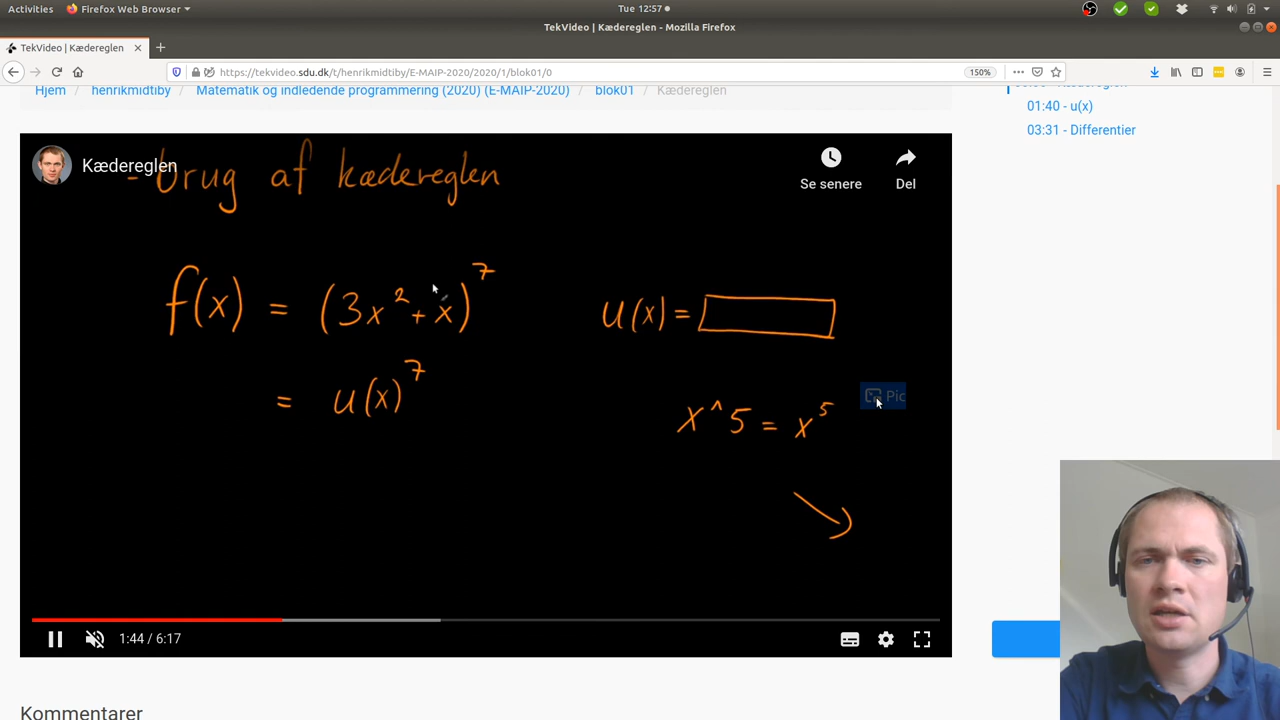 Activities Firefox Web Browser Tue 12:57
TekVideo | Kædereglen - Mozilla Firefox
TekVideo | Kædereglen
https://tekvideo.sdu.dk/t/henrikmidtiby/E-MAIP-2020/2020/1/blok01/0 150%
Hjem / henrikmidtiby / Matematik og indledende programmering (2020) (E-MAIP-2020) / blok01 / Kædereglen
01:40 - u(x)
03:31 - Differentier
Kædereglen
Se senere
Del
- brug af kædereglen
f(x) = (3x² + x)⁷
u(x) =
= u(x)⁷
Pic
x^5 = x⁵
1:44 / 6:17
Kommentarer